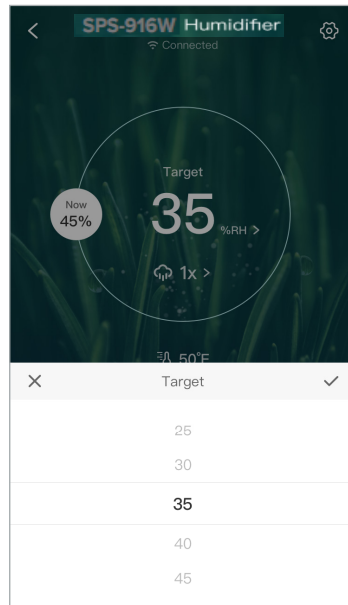 SPS-916W Humidifier
Connected
Target
Now
45%
35 %RH >
1x >
50°F
Target
25
30
35
40
45